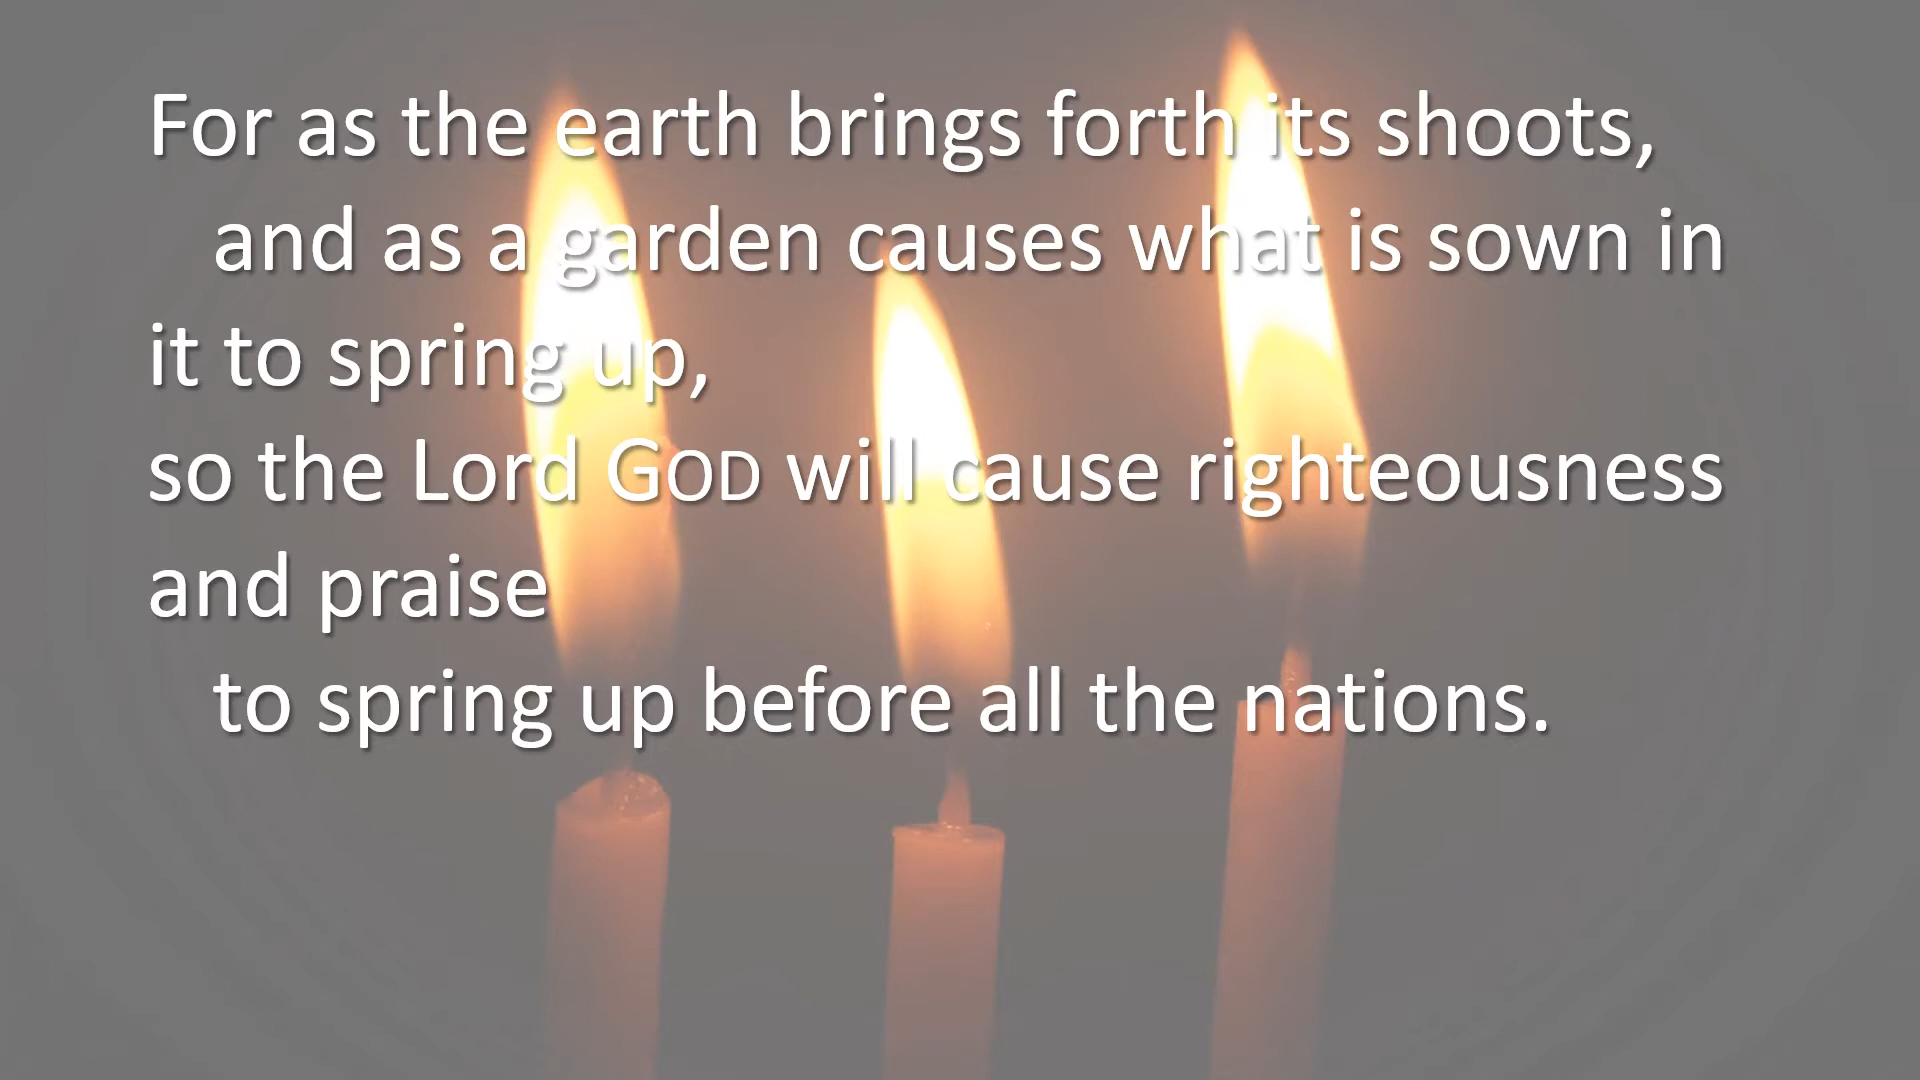 For as the earth brings forth its shoots,
and as a garden causes what is sown in
it to spring up,
so the Lord GOD will cause righteousness
and praise
to spring up before all the nations.